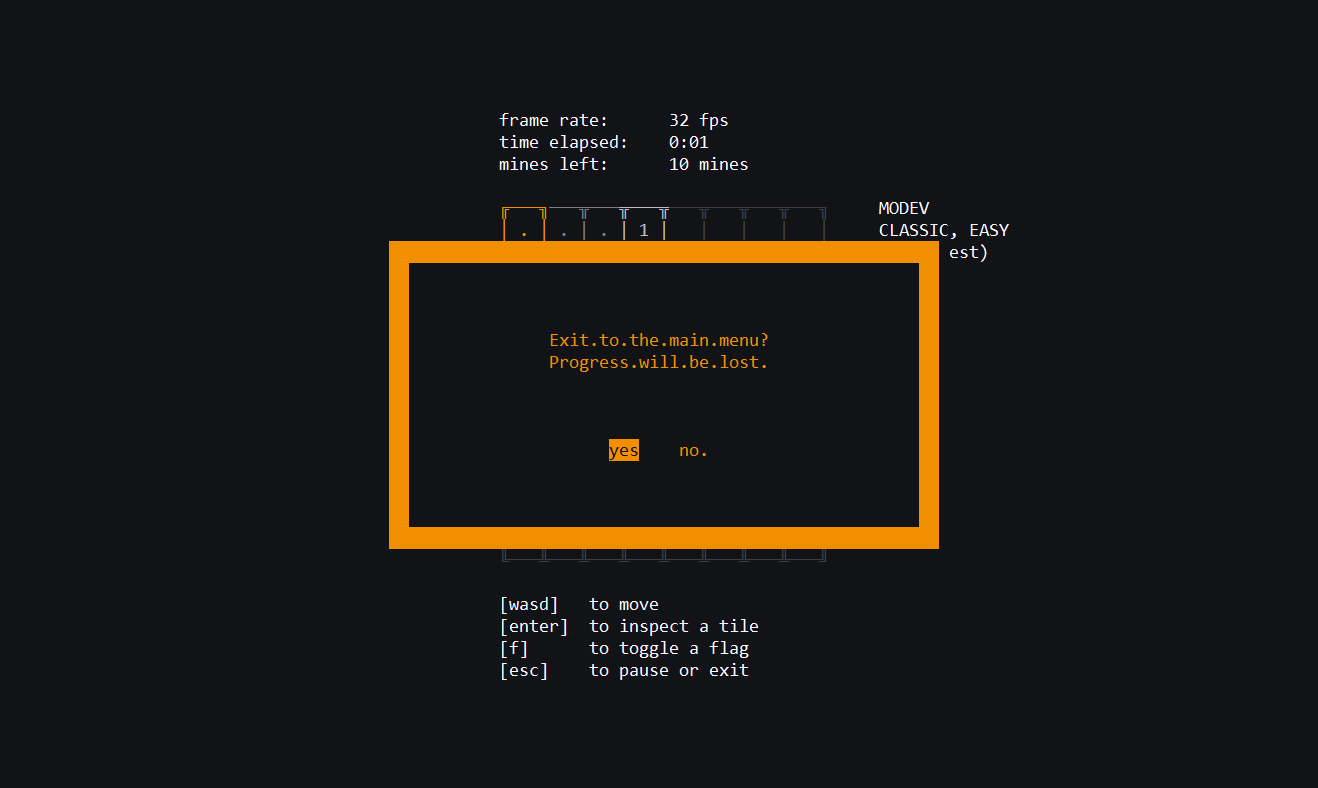 frame rate: 32 fps
time elapsed: 0:01
mines left: 10 mines
MODEV
. . . 1 CLASSIC, EASY
est)
Exit.to.the.main.menu?
Progress.will.be.lost.
yes no.
[wasd] to move
[enter] to inspect a tile
[f] to toggle a flag
[esc] to pause or exit